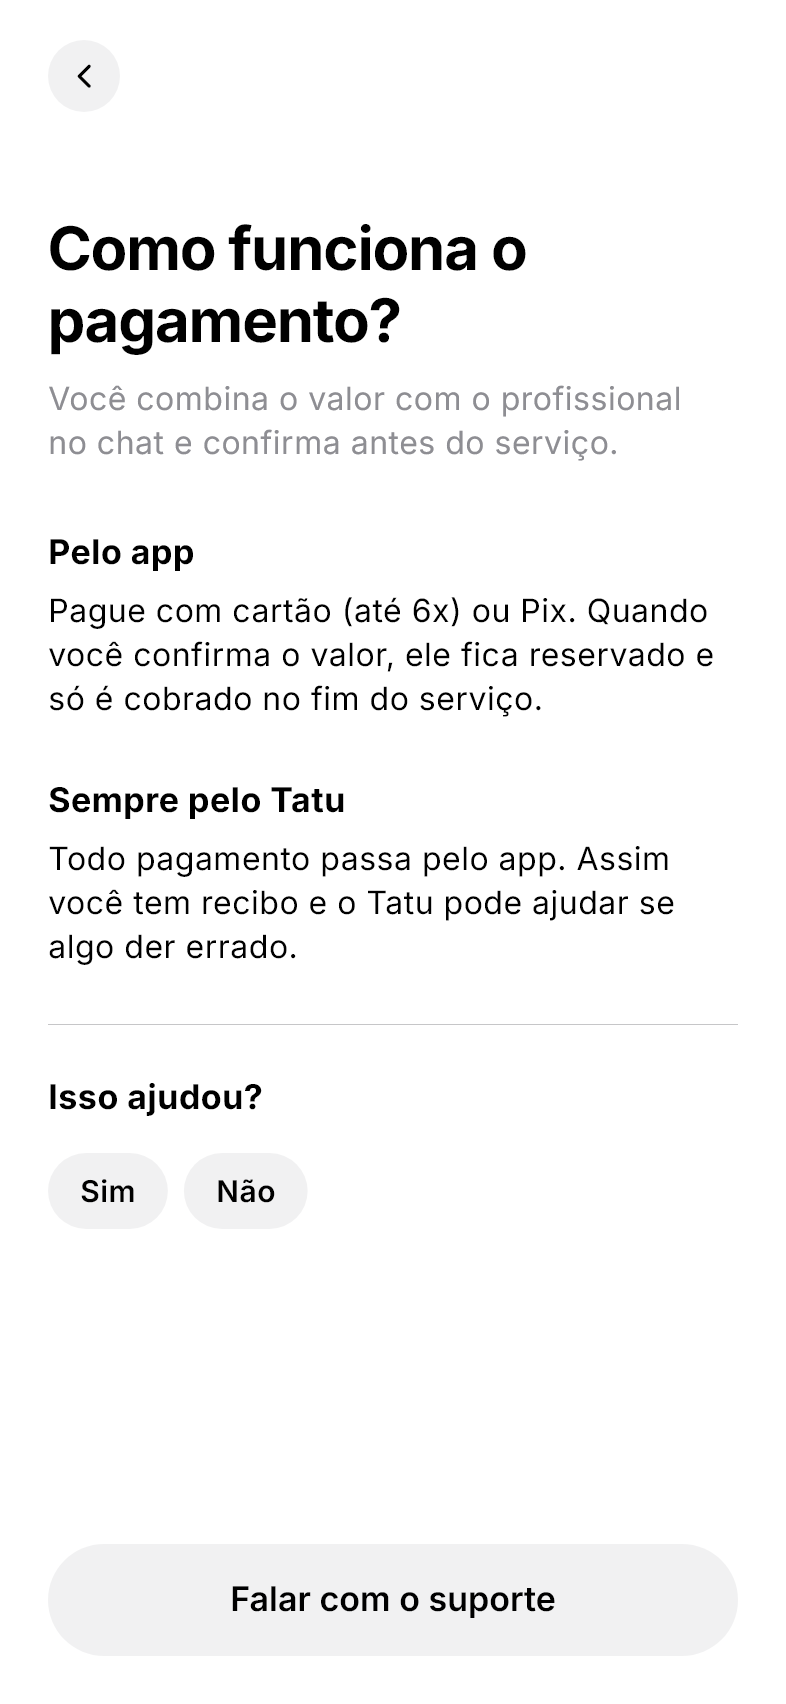 Como funciona o
pagamento?
Você combina o valor com o profissional
no chat e confirma antes do serviço.
Pelo app
Pague com cartão (até 6x) ou Pix. Quando
você confirma o valor, ele fica reservado e
só é cobrado no fim do serviço.
Sempre pelo Tatu
Todo pagamento passa pelo app. Assim
você tem recibo e o Tatu pode ajudar se
algo der errado.
Isso ajudou?
Sim
Não
Falar com o suporte